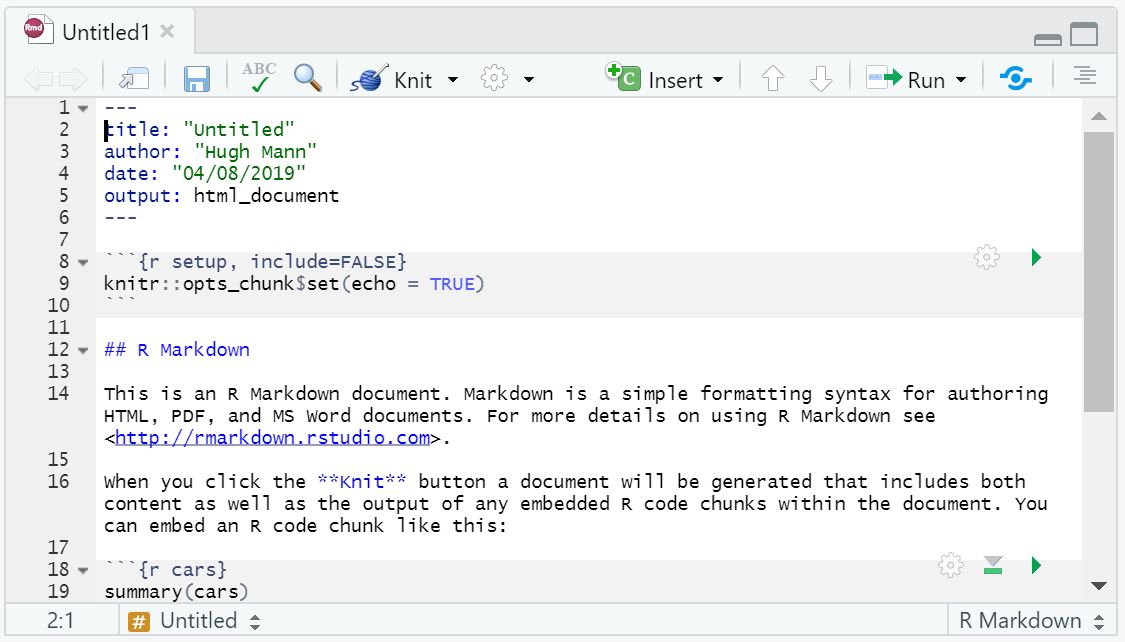 Rmd Untitled1
ABC Knit C Insert Run
1 ---
2 title: "Untitled"
3 author: "Hugh Mann"
4 date: "04/08/2019"
5 output: html_document
6 ---
7
8 ```{r setup, include=FALSE}
9 knitr::opts_chunk$set(echo = TRUE)
10 ```
11
12 ## R Markdown
13
14 This is an R Markdown document. Markdown is a simple formatting syntax for authoring
HTML, PDF, and MS Word documents. For more details on using R Markdown see
<http://rmarkdown.rstudio.com>.
15
16 When you click the **Knit** button a document will be generated that includes both
content as well as the output of any embedded R code chunks within the document. You
can embed an R code chunk like this:
17
18 ```{r cars}
19 summary(cars)
2:1 # Untitled R Markdown